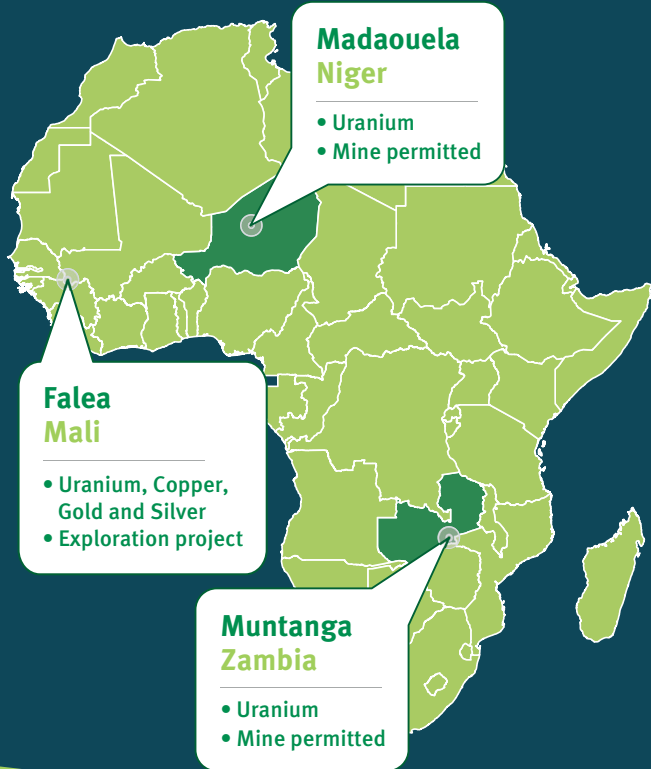 Madaouela
Niger
• Uranium
• Mine permitted
Falea
Mali
• Uranium, Copper,
Gold and Silver
• Exploration project
Muntanga
Zambia
• Uranium
• Mine permitted